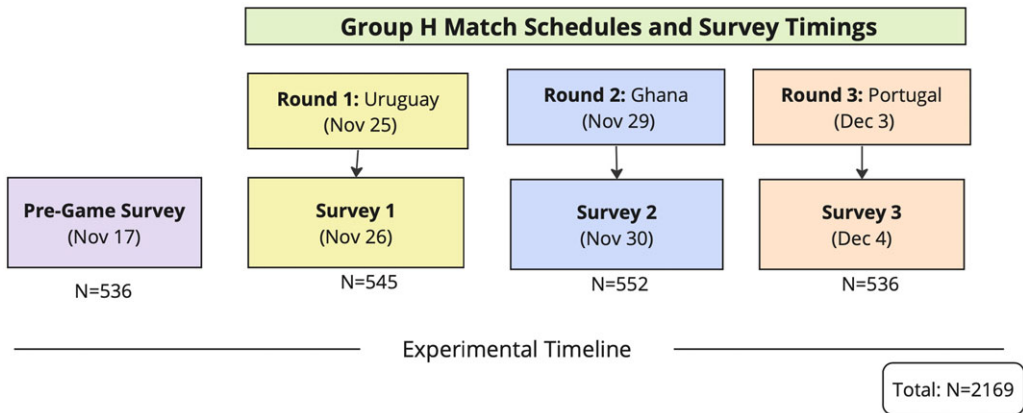 Group H Match Schedules and Survey Timings
Round 1: Uruguay
(Nov 25)
Round 2: Ghana
(Nov 29)
Round 3: Portugal
(Dec 3)
Pre-Game Survey
(Nov 17)
Survey 1
(Nov 26)
Survey 2
(Nov 30)
Survey 3
(Dec 4)
N=536
N=545
N=552
N=536
Experimental Timeline
Total: N=2169